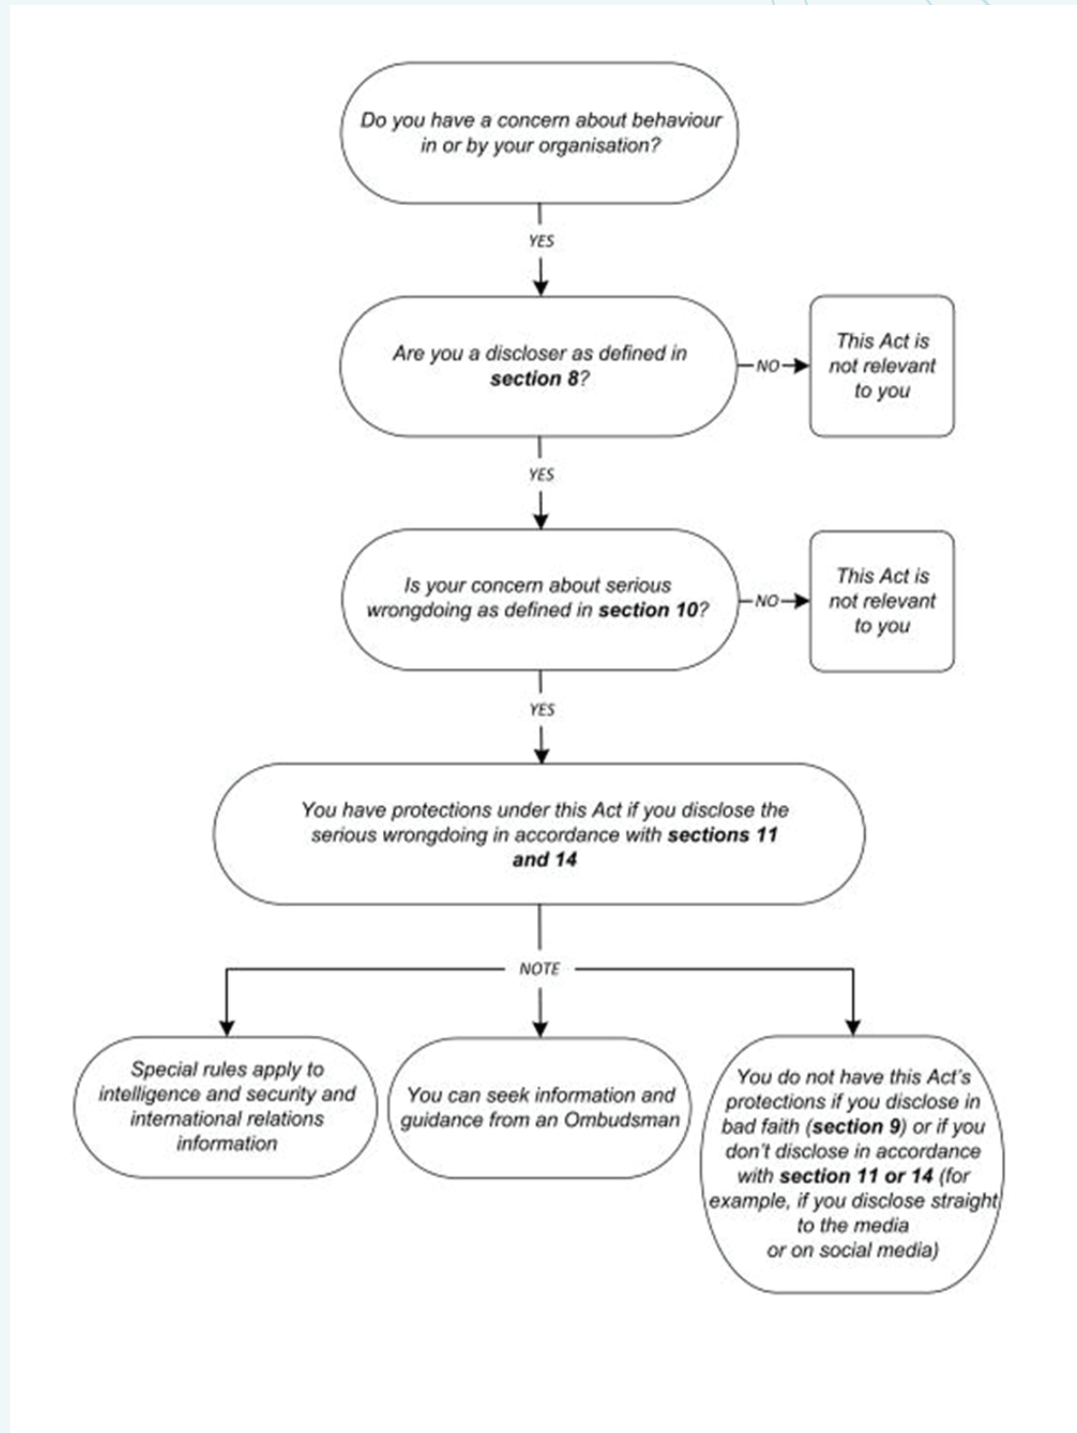 Do you have a concern about behaviour
in or by your organisation?
YES
Are you a discloser as defined in
section 8?
NO
This Act is
not relevant
to you
YES
Is your concern about serious
wrongdoing as defined in section 10?
NO
This Act is
not relevant
to you
YES
You have protections under this Act if you disclose the
serious wrongdoing in accordance with sections 11
and 14
NOTE
Special rules apply to
intelligence and security and
international relations
information
You can seek information and
guidance from an Ombudsman
You do not have this Act's
protections if you disclose in
bad faith (section 9) or if you
don't disclose in accordance
with section 11 or 14 (for
example, if you disclose straight
to the media
or on social media)